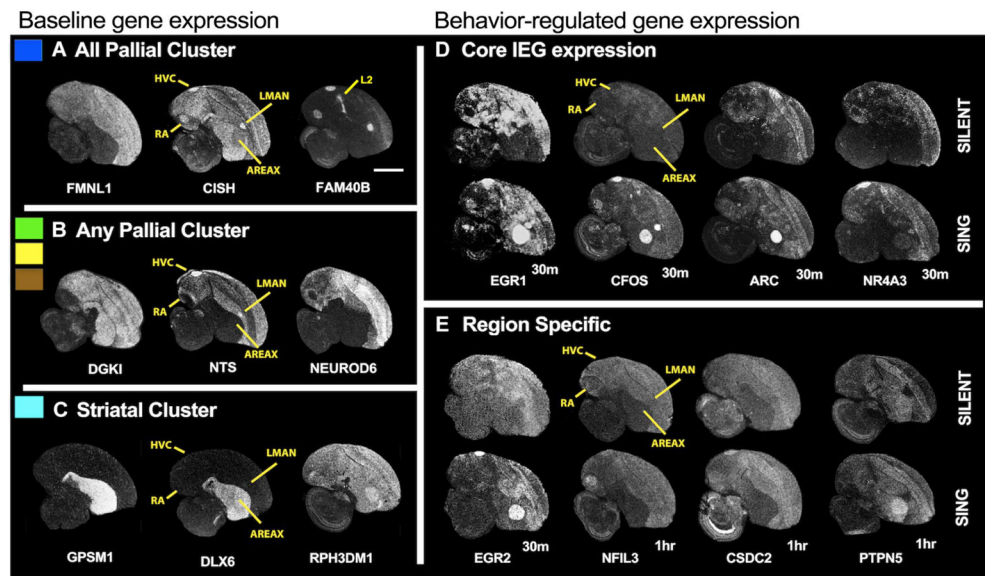 Baseline gene expression
Behavior-regulated gene expression
A All Pallial Cluster
HVC
L2
LMAN
RA
AREAX
FMNL1
CISH
FAM40B
B Any Pallial Cluster
HVC
LMAN
RA
AREAX
DGKI
NTS
NEUROD6
C Striatal Cluster
HVC
LMAN
RA
AREAX
GPSM1
DLX6
RPH3DM1
D Core IEG expression
HVC
RA
LMAN
AREAX
SILENT
SING
EGR1 30m
CFOS 30m
ARC 30m
NR4A3 30m
E Region Specific
HVC
LMAN
RA
AREAX
SILENT
SING
EGR2 30m
NFIL3 1hr
CSDC2 1hr
PTPN5 1hr